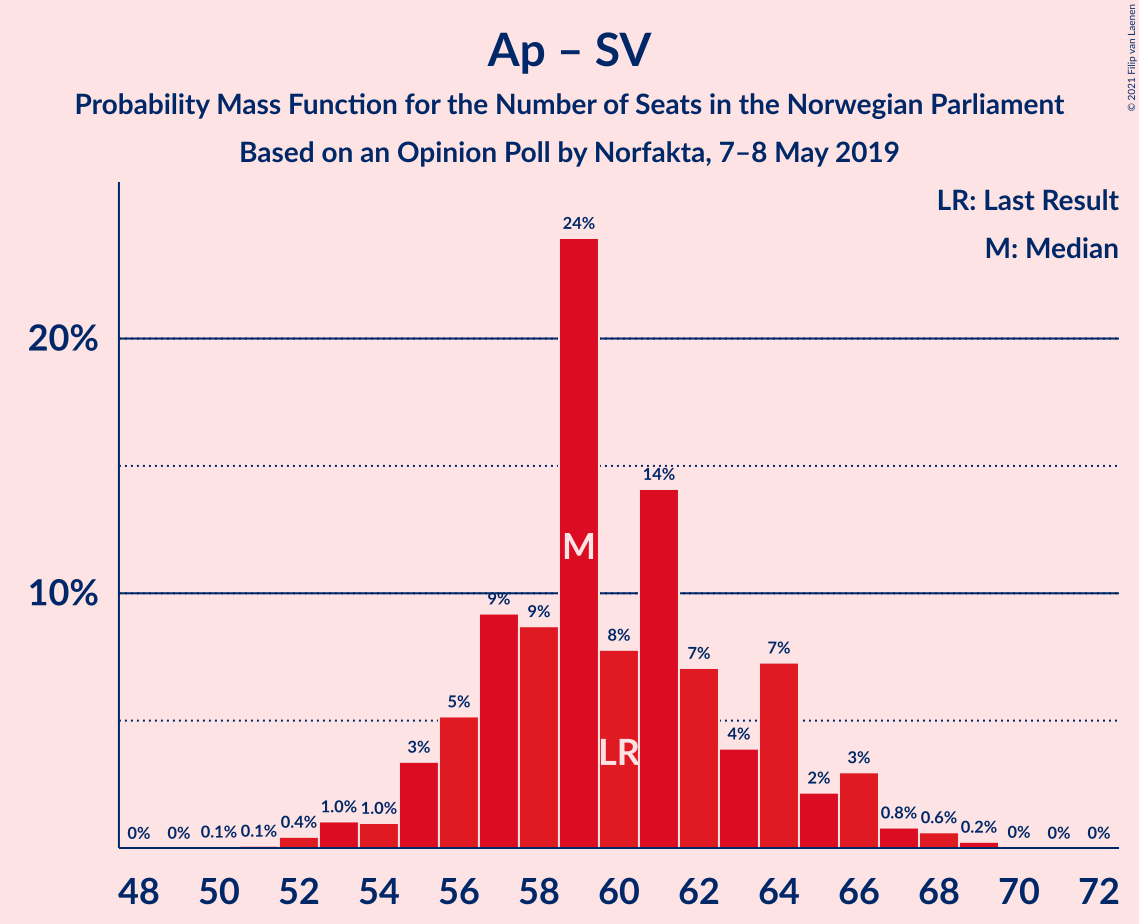 Ap – SV
Probability Mass Function for the Number of Seats in the Norwegian Parliament
Based on an Opinion Poll by Norfakta, 7–8 May 2019
© 2021 Filip van Laenen
LR: Last Result
M: Median
20%
10%
0% 0% 0.1% 0.1% 0.4% 1.0% 1.0% 3% 5% 9% 9% 24% 8% 14% 7% 4% 7% 2% 3% 0.8% 0.6% 0.2% 0% 0% 0%
M
LR
48 50 52 54 56 58 60 62 64 66 68 70 72